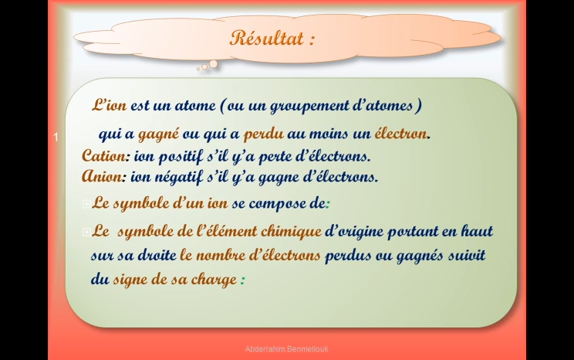 Résultat :
L'ion est un atome (ou un groupement d'atomes)
1
qui a gagné ou qui a perdu au moins un électron.
Cation: ion positif s'il y'a perte d'électrons.
Anion: ion négatif s'il y'a gagne d'électrons.
Le symbole d'un ion se compose de:
Le symbole de l'élément chimique d'origine portant en haut
sur sa droite le nombre d'électrons perdus ou gagnés suivit
du signe de sa charge :
Abderrahim Benmellouk